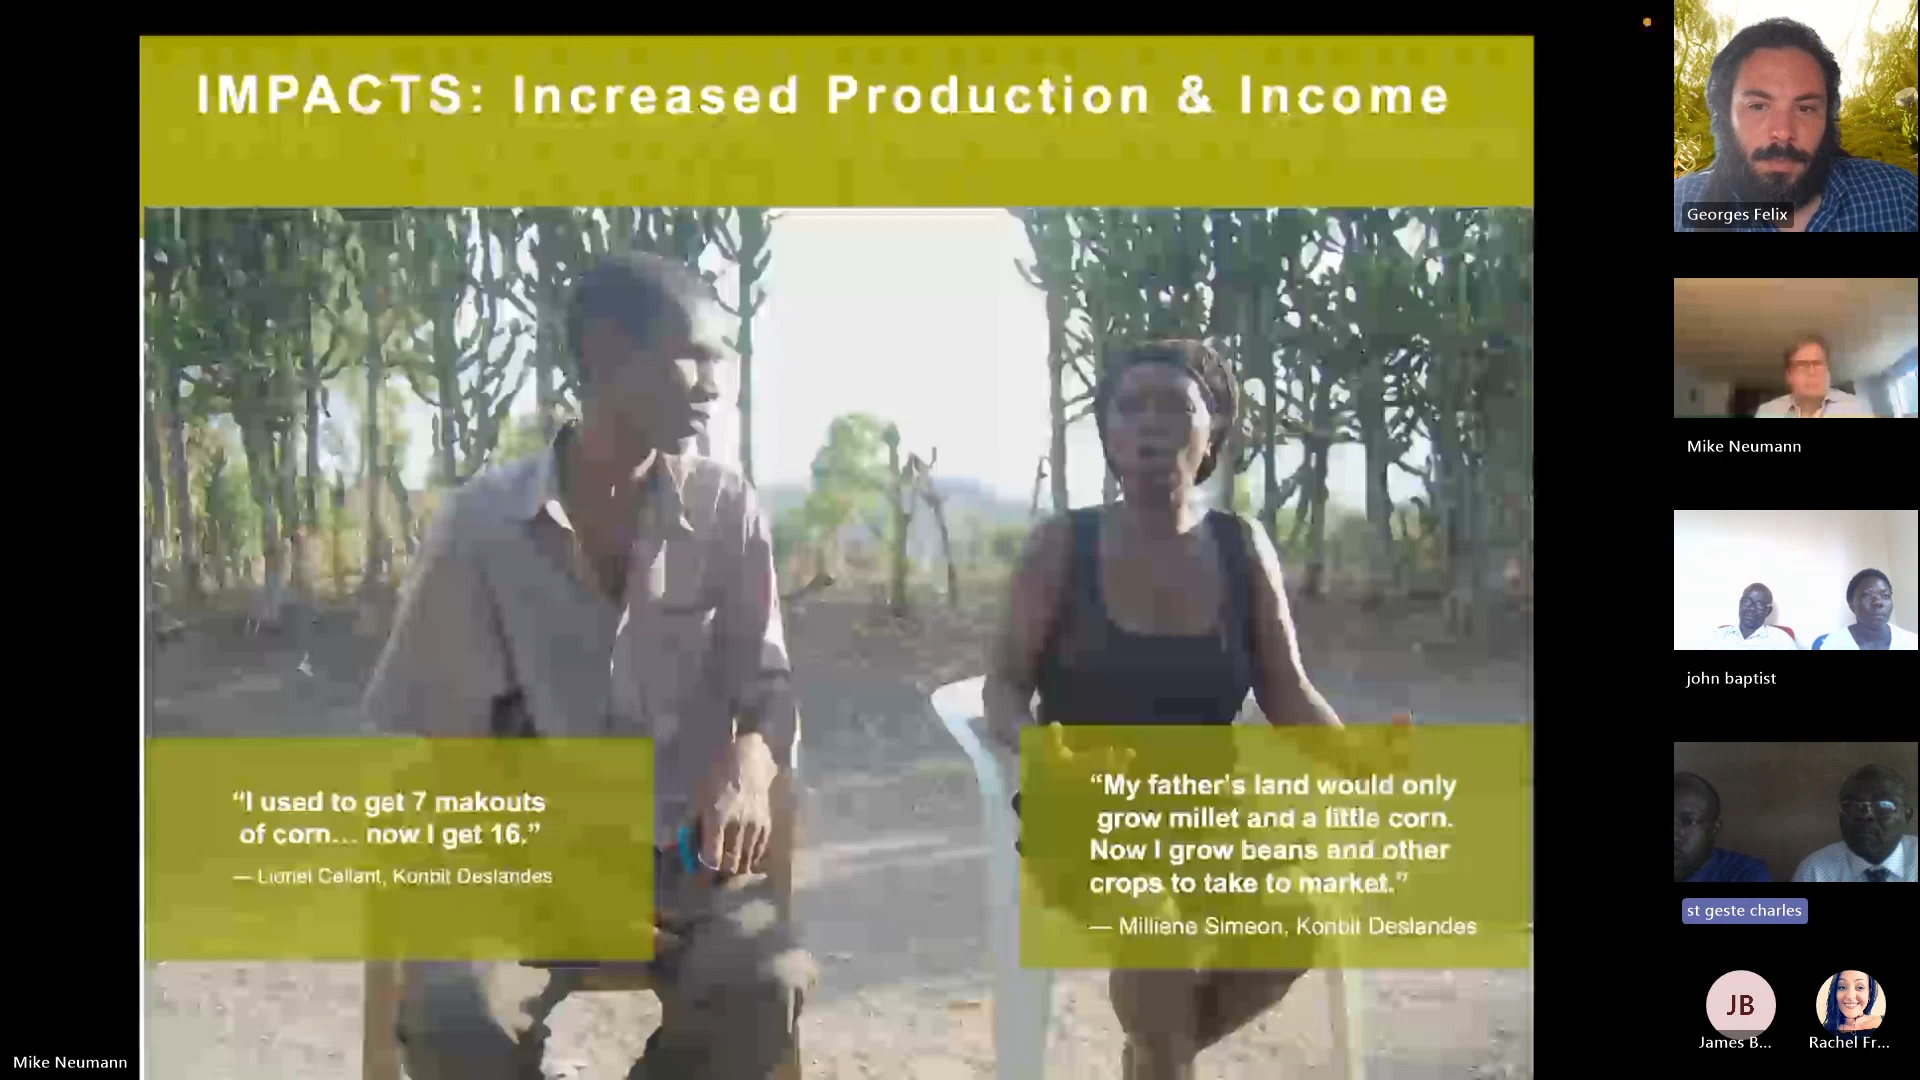 IMPACTS: Increased Production & Income
“I used to get 7 makouts
of corn... now I get 16.”
— Lionel Cellant, Konbit Deslandes
“My father's land would only
grow millet and a little corn.
Now I grow beans and other
crops to take to market.”
— Milliene Simeon, Konbit Deslandes
Georges Felix
Mike Neumann
john baptist
st geste charles
JB
James B...
Rachel Fr...
Mike Neumann